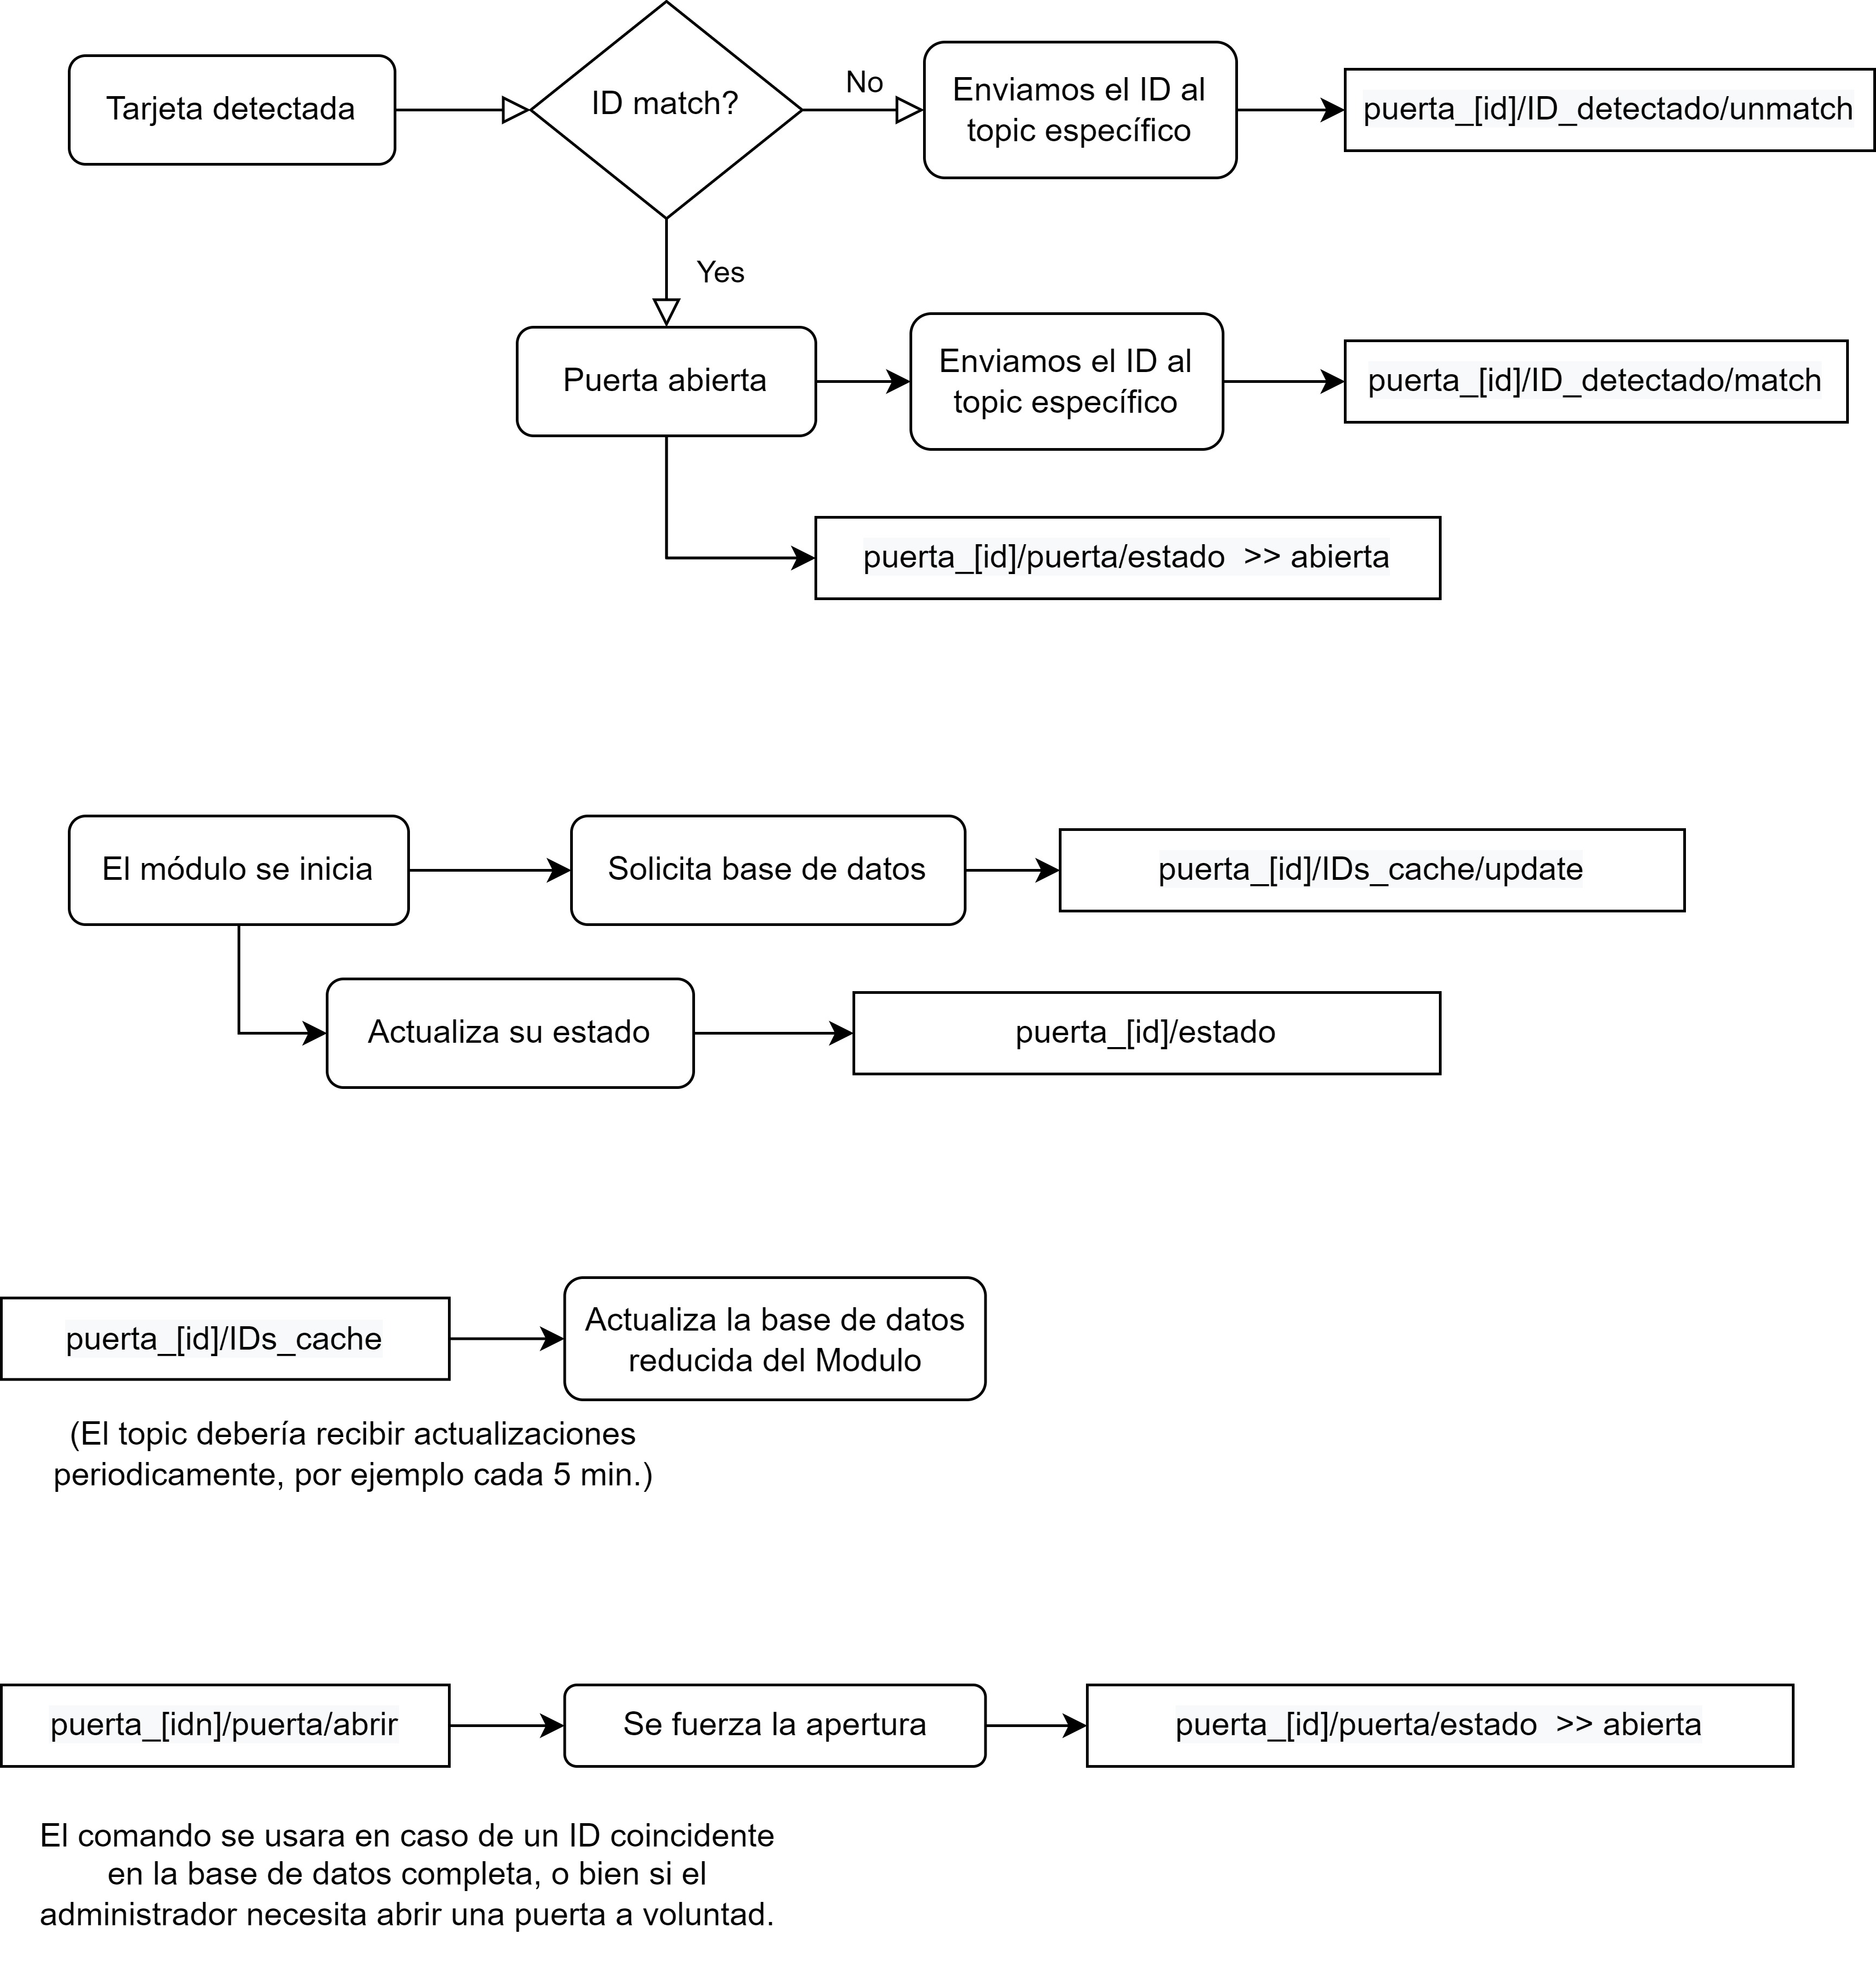 Tarjeta detectada
ID match?
No
Enviamos el ID al
topic específico
puerta_[id]/ID_detectado/unmatch
Yes
Puerta abierta
Enviamos el ID al
topic específico
puerta_[id]/ID_detectado/match
puerta_[id]/puerta/estado >> abierta
El módulo se inicia
Solicita base de datos
puerta_[id]/IDs_cache/update
Actualiza su estado
puerta_[id]/estado
puerta_[id]/IDs_cache
Actualiza la base de datos
reducida del Modulo
(El topic debería recibir actualizaciones
periodicamente, por ejemplo cada 5 min.)
puerta_[idn]/puerta/abrir
Se fuerza la apertura
puerta_[id]/puerta/estado >> abierta
El comando se usara en caso de un ID coincidente
en la base de datos completa, o bien si el
administrador necesita abrir una puerta a voluntad.